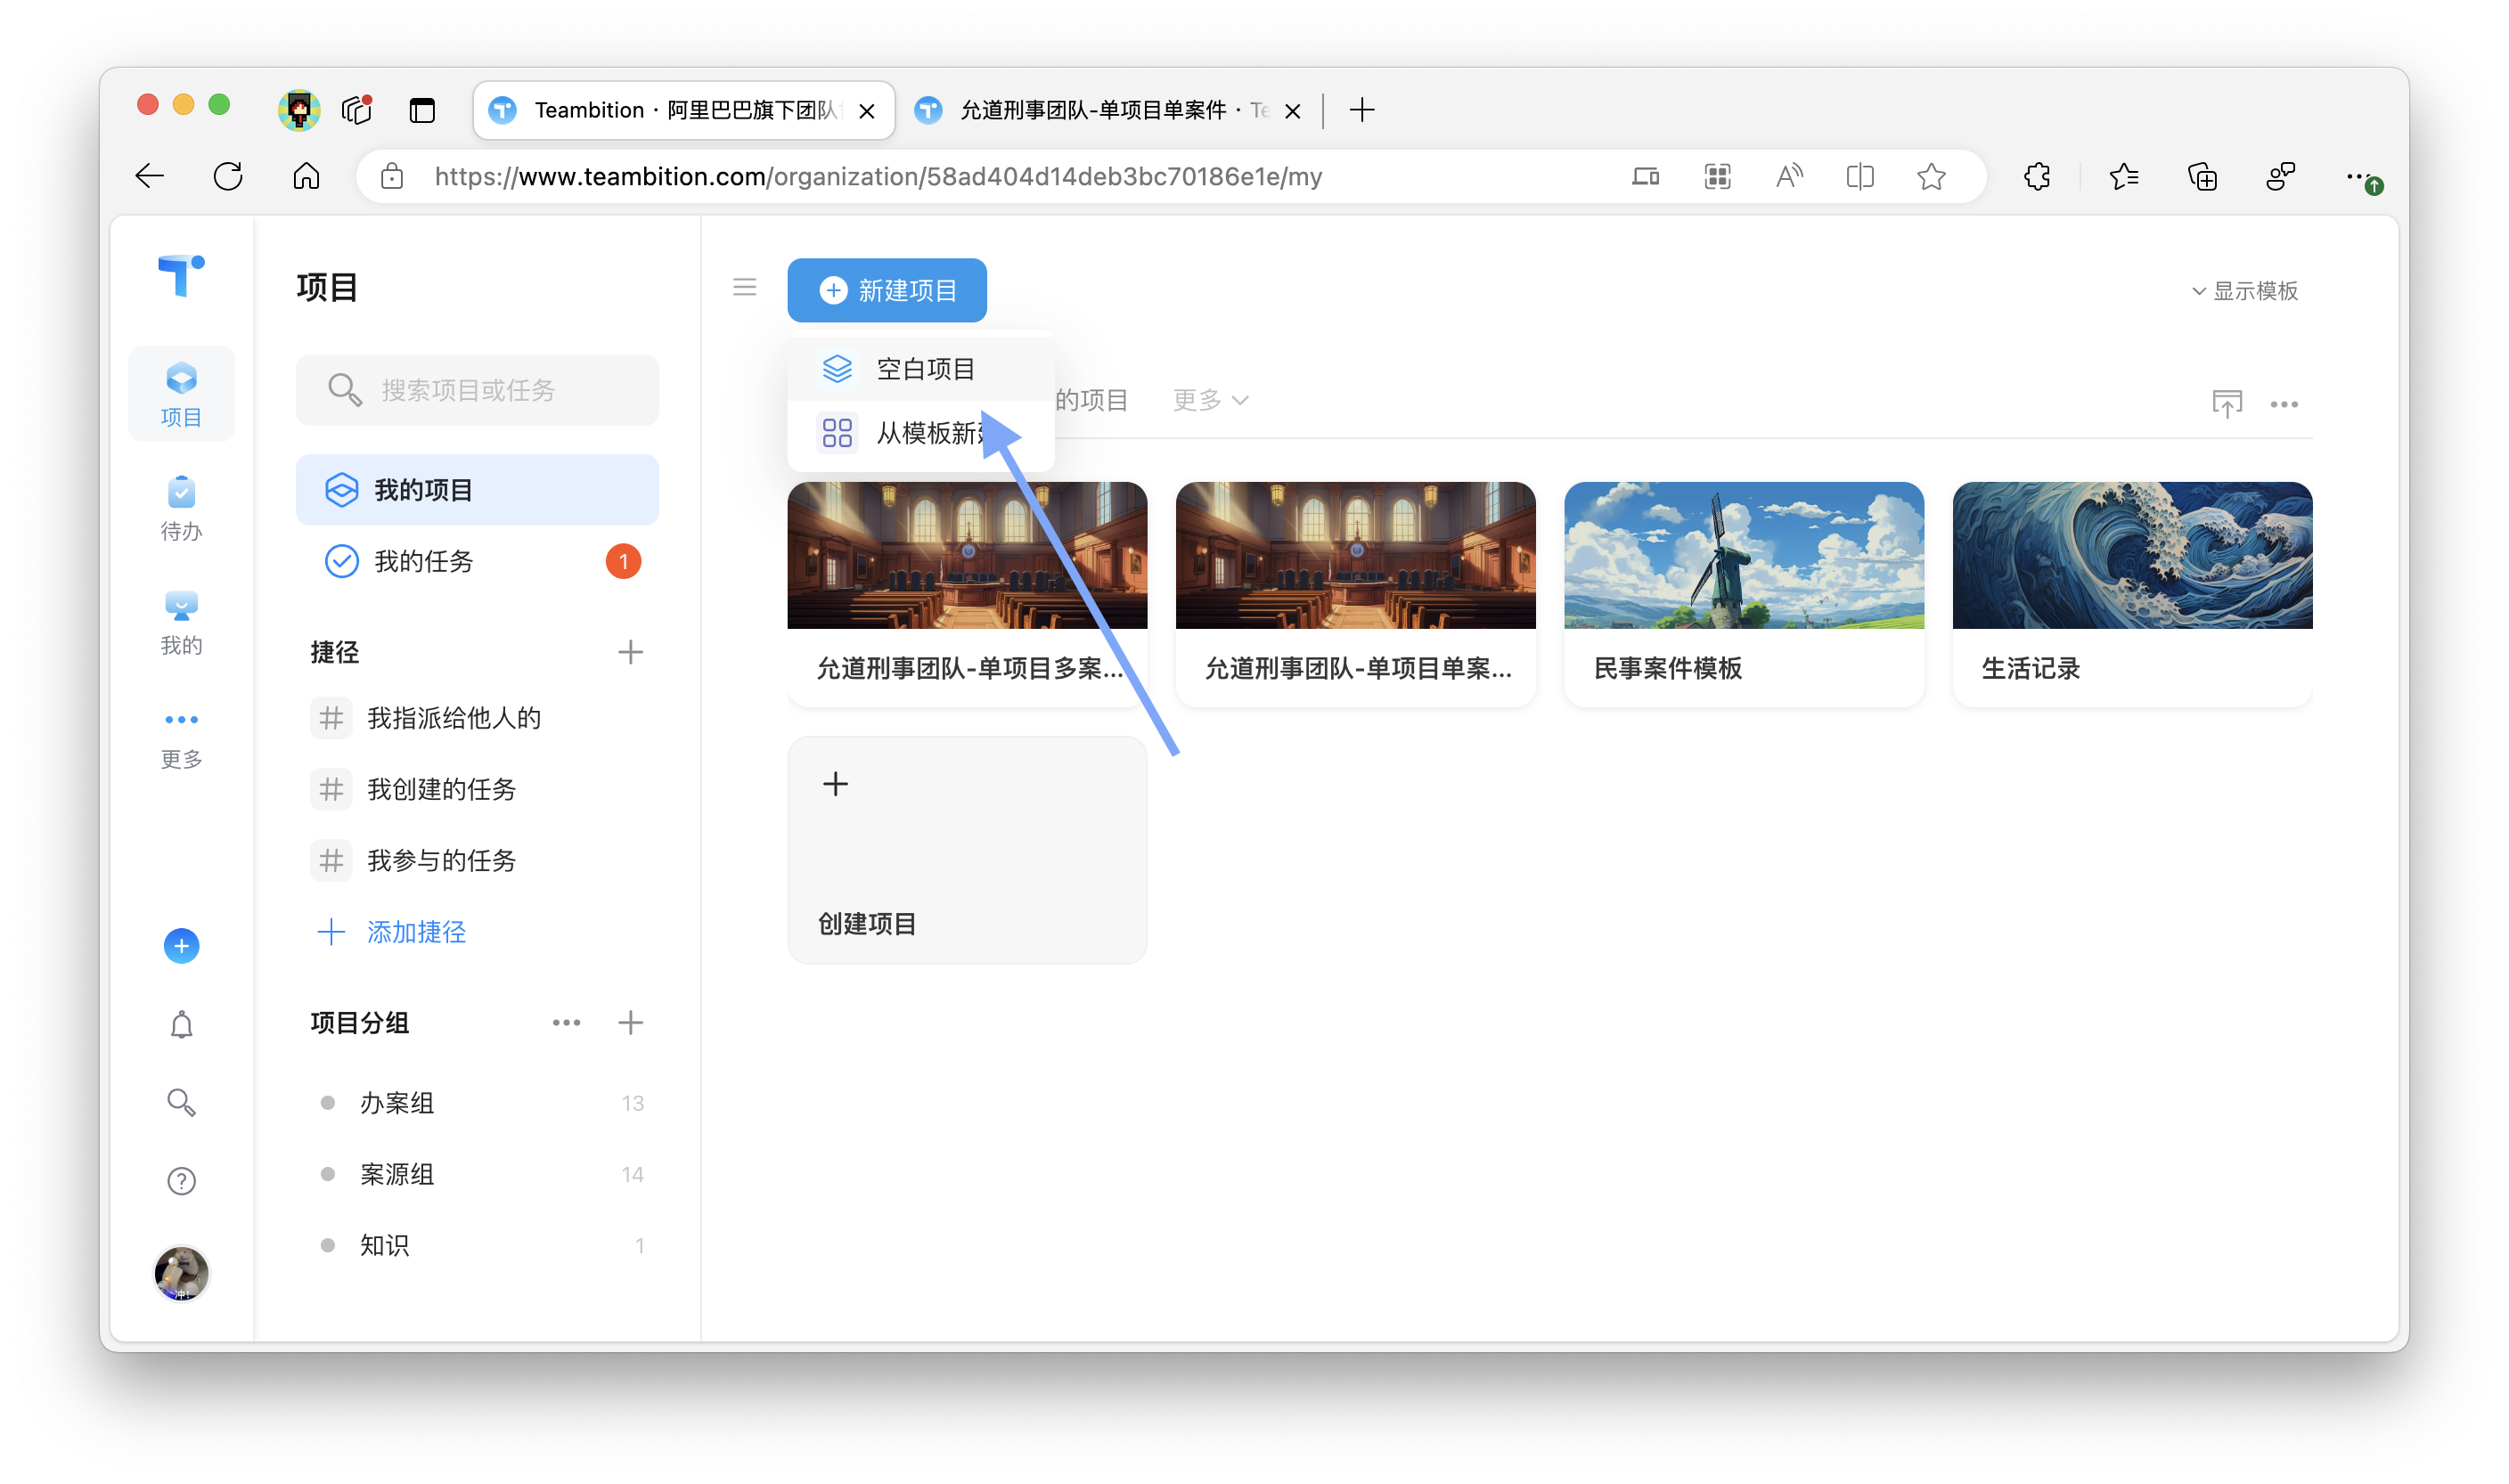 Teambition · 阿里巴巴旗下团队
允道刑事团队-单项目单案件 · Te
https://www.teambition.com/organization/58ad404d14deb3bc70186e1e/my
项目
待办
我的
更多
项目
搜索项目或任务
我的项目
我的任务
1
捷径
我指派给他人的
我创建的任务
我参与的任务
添加捷径
项目分组
办案组
13
案源组
14
知识
1
新建项目
显示模板
空白项目
从模板新
的项目
更多
允道刑事团队-单项目多案...
允道刑事团队-单项目单案...
民事案件模板
生活记录
创建项目
冲!